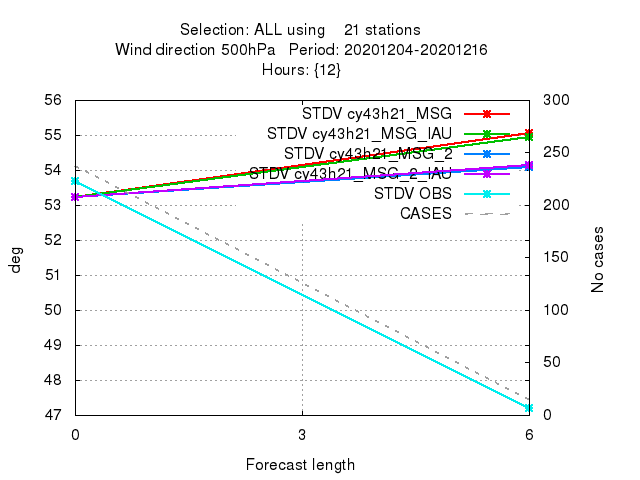 Selection: ALL using 21 stations
Wind direction 500hPa Period: 20201204-20201216
Hours: {12}
56 300
STDV cy43h21_MSG
55 STDV cy43h21_MSG_IAU
250
STDV cy43h21_MSG_2
54 STDV cy43h21_MSG_2_IAU
STDV OBS
53 200
CASES
52
150
51
50 100
49
50
48
47 0
deg
No cases
0 3 6
Forecast length